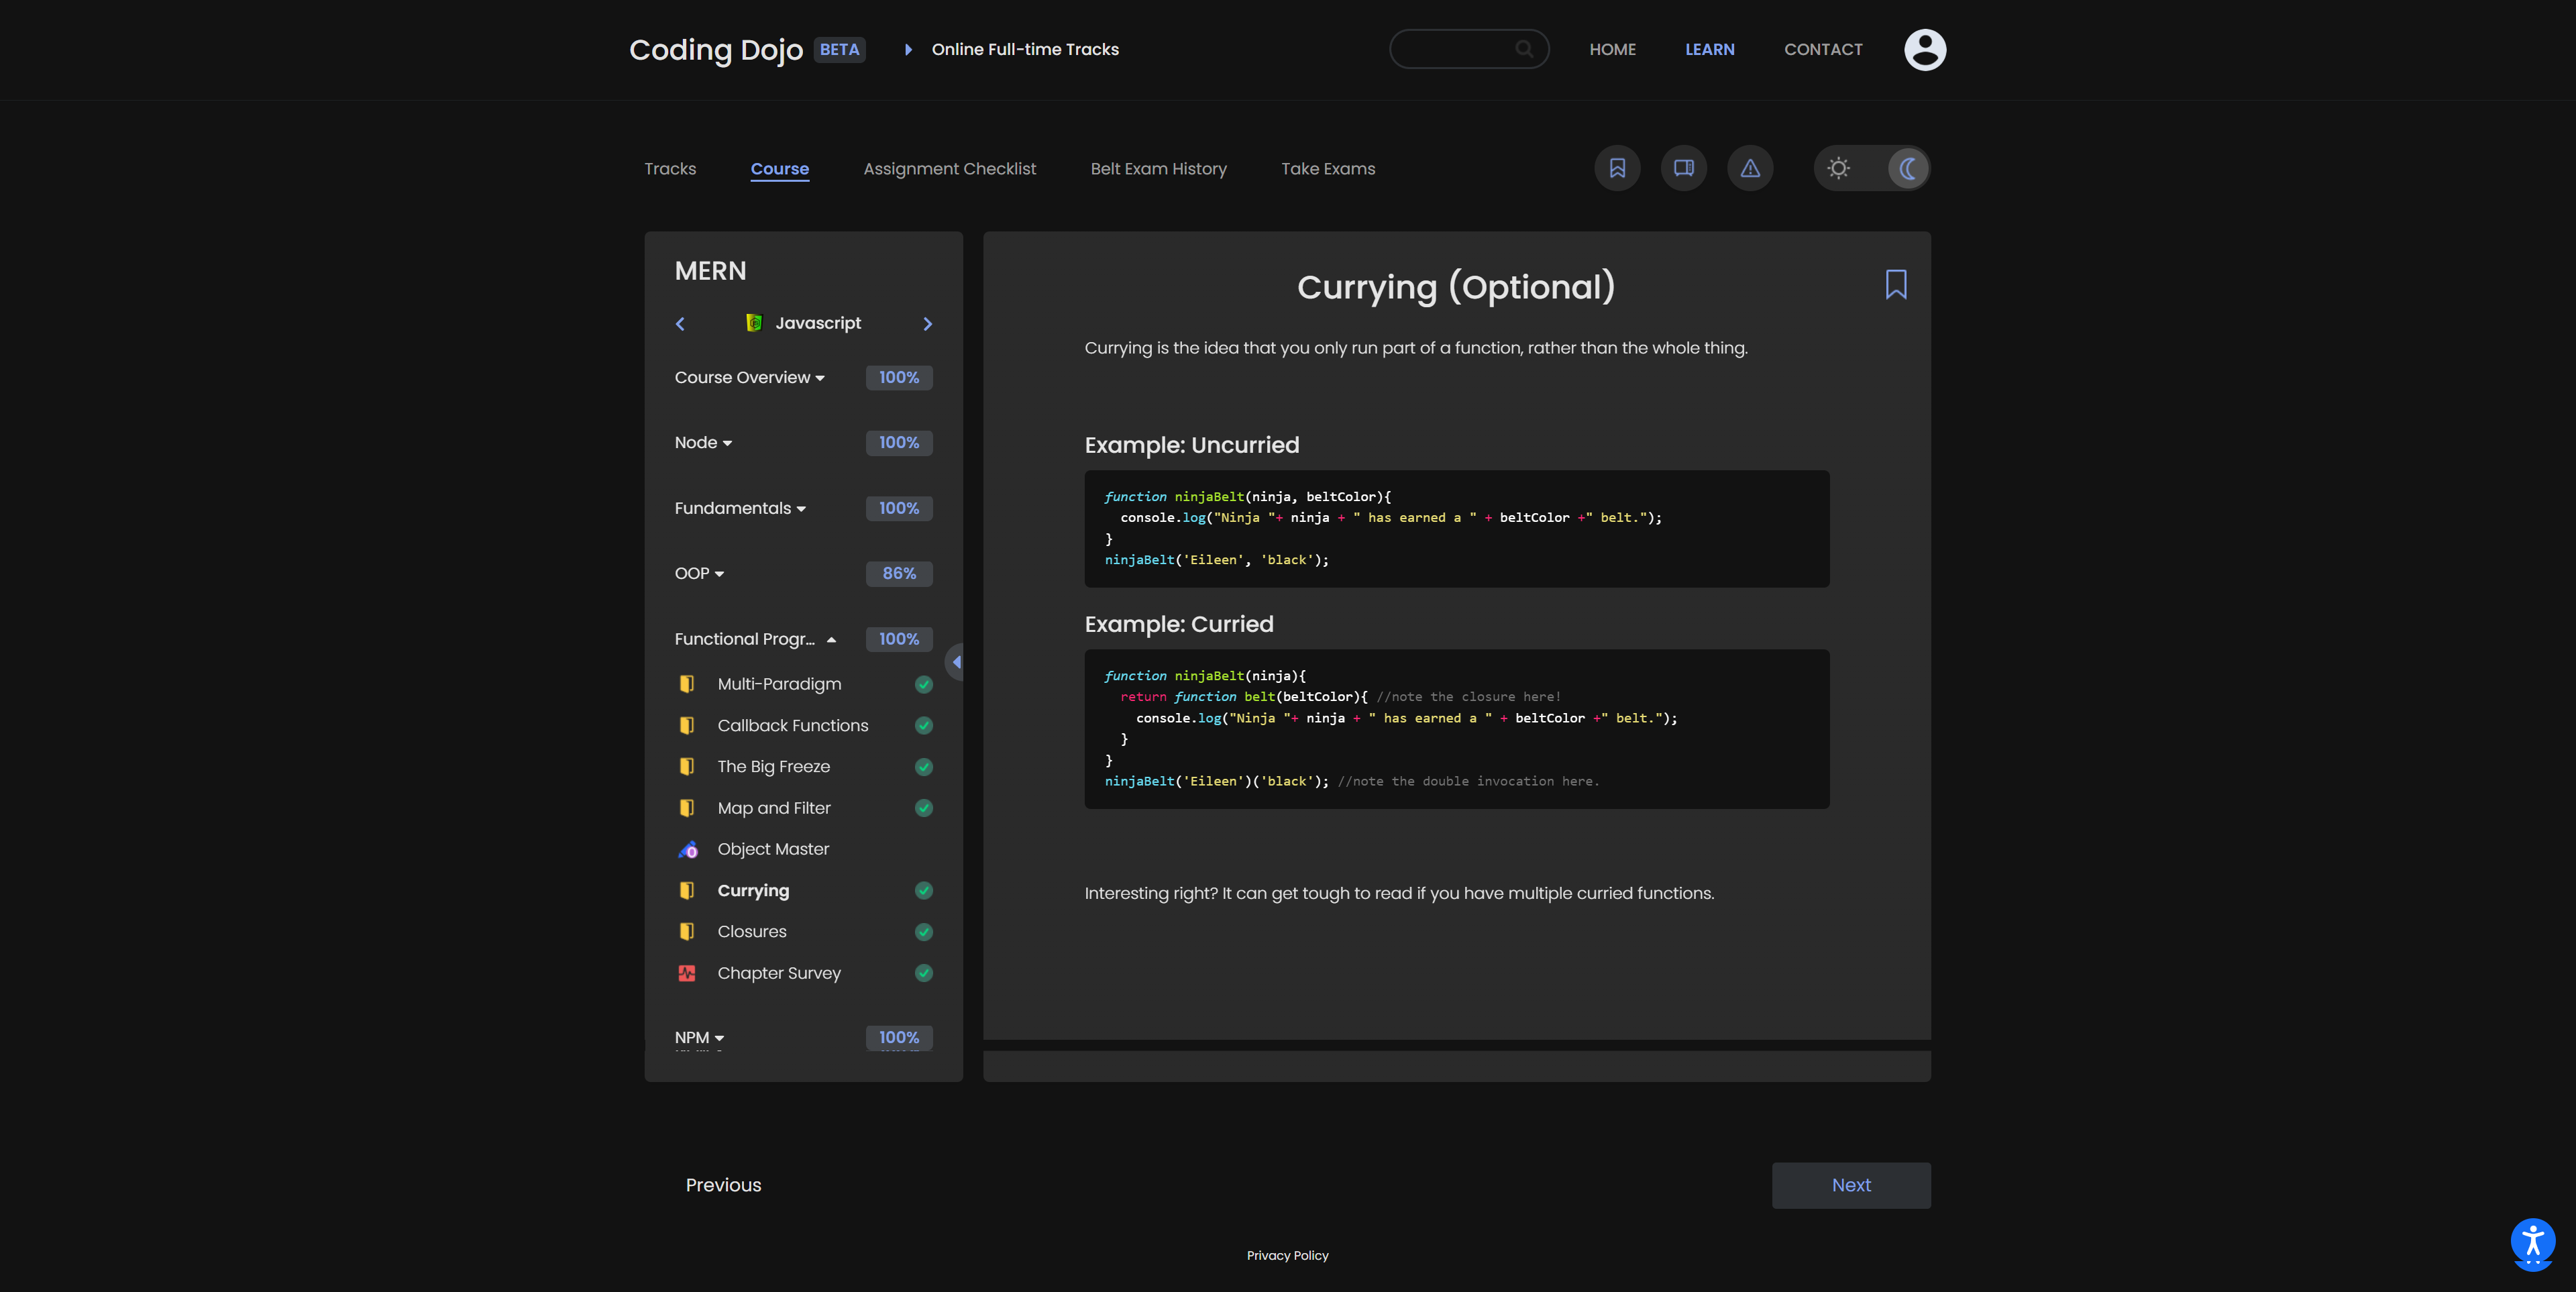 Coding Dojo BETA Online Full-time Tracks HOME LEARN CONTACT
Tracks Course Assignment Checklist Belt Exam History Take Exams
MERN
Javascript
Course Overview 100%
Node 100%
Fundamentals 100%
OOP 86%
Functional Progr... 100%
Multi-Paradigm
Callback Functions
The Big Freeze
Map and Filter
Object Master
Currying
Closures
Chapter Survey
NPM 100%
Currying (Optional)
Currying is the idea that you only run part of a function, rather than the whole thing.
Example: Uncurried
function ninjaBelt(ninja, beltColor){
  console.log("Ninja "+ ninja + " has earned a " + beltColor +" belt.");
}
ninjaBelt('Eileen', 'black');
Example: Curried
function ninjaBelt(ninja){
  return function belt(beltColor){ //note the closure here!
    console.log("Ninja "+ ninja + " has earned a " + beltColor +" belt.");
  }
}
ninjaBelt('Eileen')('black'); //note the double invocation here.
Interesting right? It can get tough to read if you have multiple curried functions.
Previous
Next
Privacy Policy